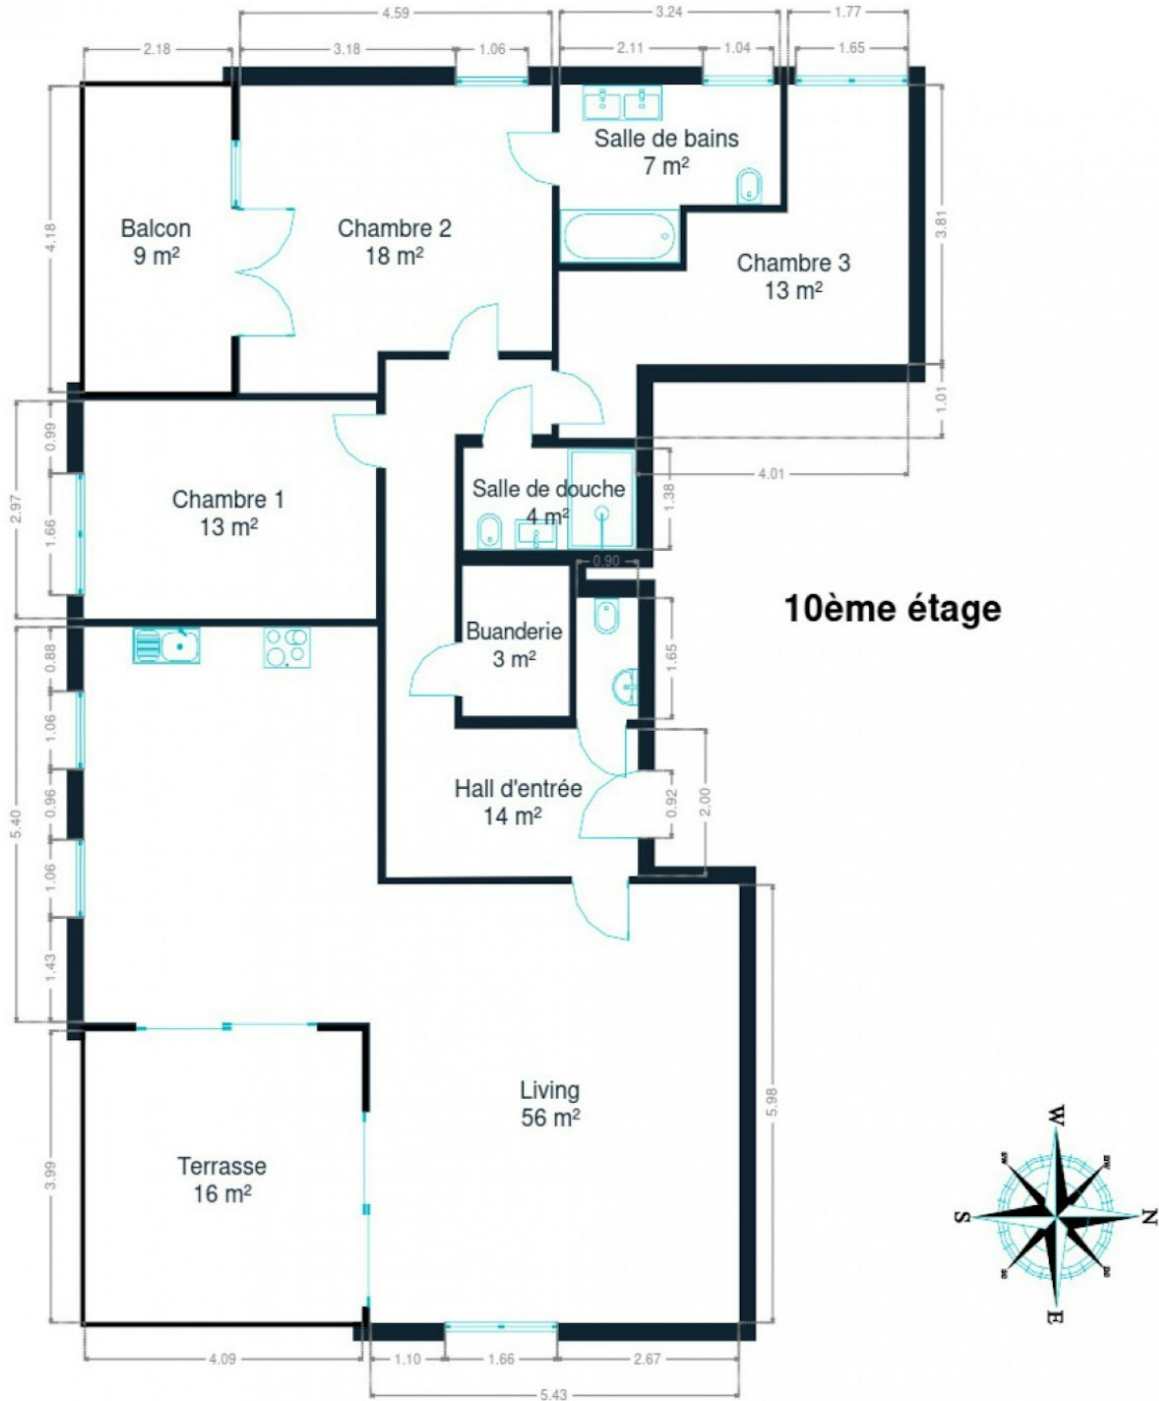 4.59
3.24
1.77
2.18
3.18
1.06
2.11
1.04
1.65
Salle de bains
7 m²
Balcon
9 m²
Chambre 2
18 m²
Chambre 3
13 m²
4.18
3.81
1.01
4.01
0.99
2.97
1.66
Chambre 1
13 m²
Salle de douche
4 m²
1.38
0.90
10ème étage
Buanderie
3 m²
1.65
0.88
1.06
0.96
5.40
1.06
1.43
Hall d'entrée
14 m²
0.92
2.00
Living
56 m²
5.98
Terrasse
16 m²
3.99
W
S
N
E
4.09
1.10
1.66
2.67
5.43